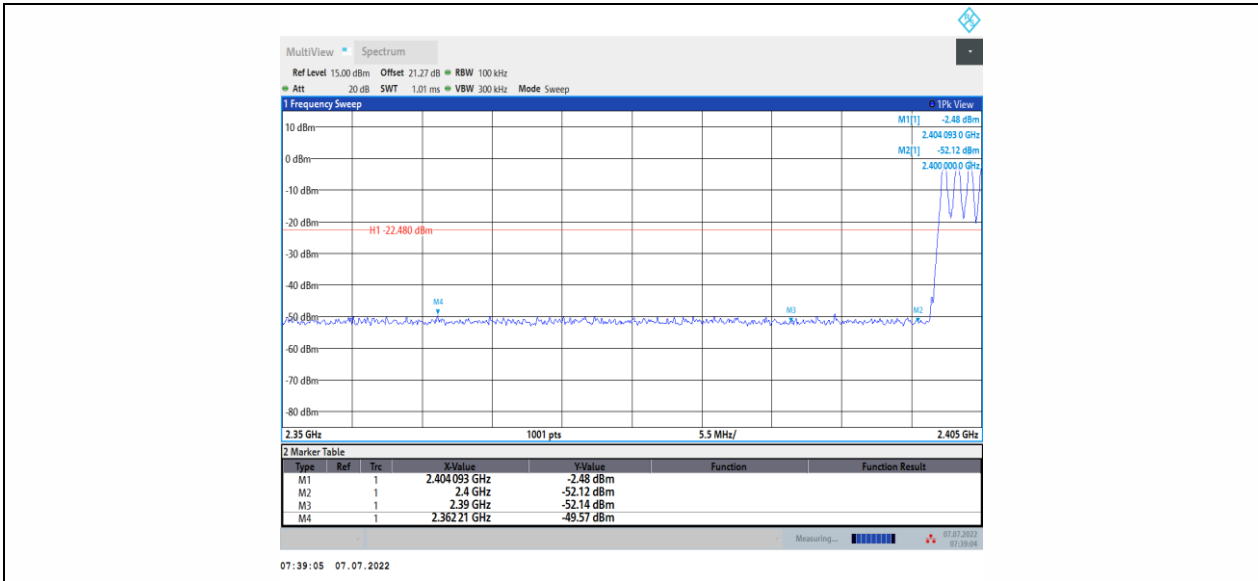 MultiView Spectrum
Ref Level 15.00 dBm Offset 21.27 dB RBW 100 kHz
Att 20 dB SWT 1.01 ms VBW 300 kHz Mode Sweep
1 Frequency Sweep 1Pk View
M1[1] -2.48 dBm
2.404 093 0 GHz
M2[1] -52.12 dBm
2.400 000 0 GHz
10 dBm
0 dBm
-10 dBm
-20 dBm
H1 -22.480 dBm
-30 dBm
-40 dBm
M4
M3
M2
-50 dBm
-60 dBm
-70 dBm
-80 dBm
2.35 GHz 1001 pts 5.5 MHz/ 2.405 GHz
2 Marker Table
Type Ref Trc X-Value Y-Value Function Function Result
M1 1 2.404 093 GHz -2.48 dBm
M2 1 2.4 GHz -52.12 dBm
M3 1 2.39 GHz -52.14 dBm
M4 1 2.362 21 GHz -49.57 dBm
Measuring... 07.07.2022
07:39:04
07:39:05 07.07.2022